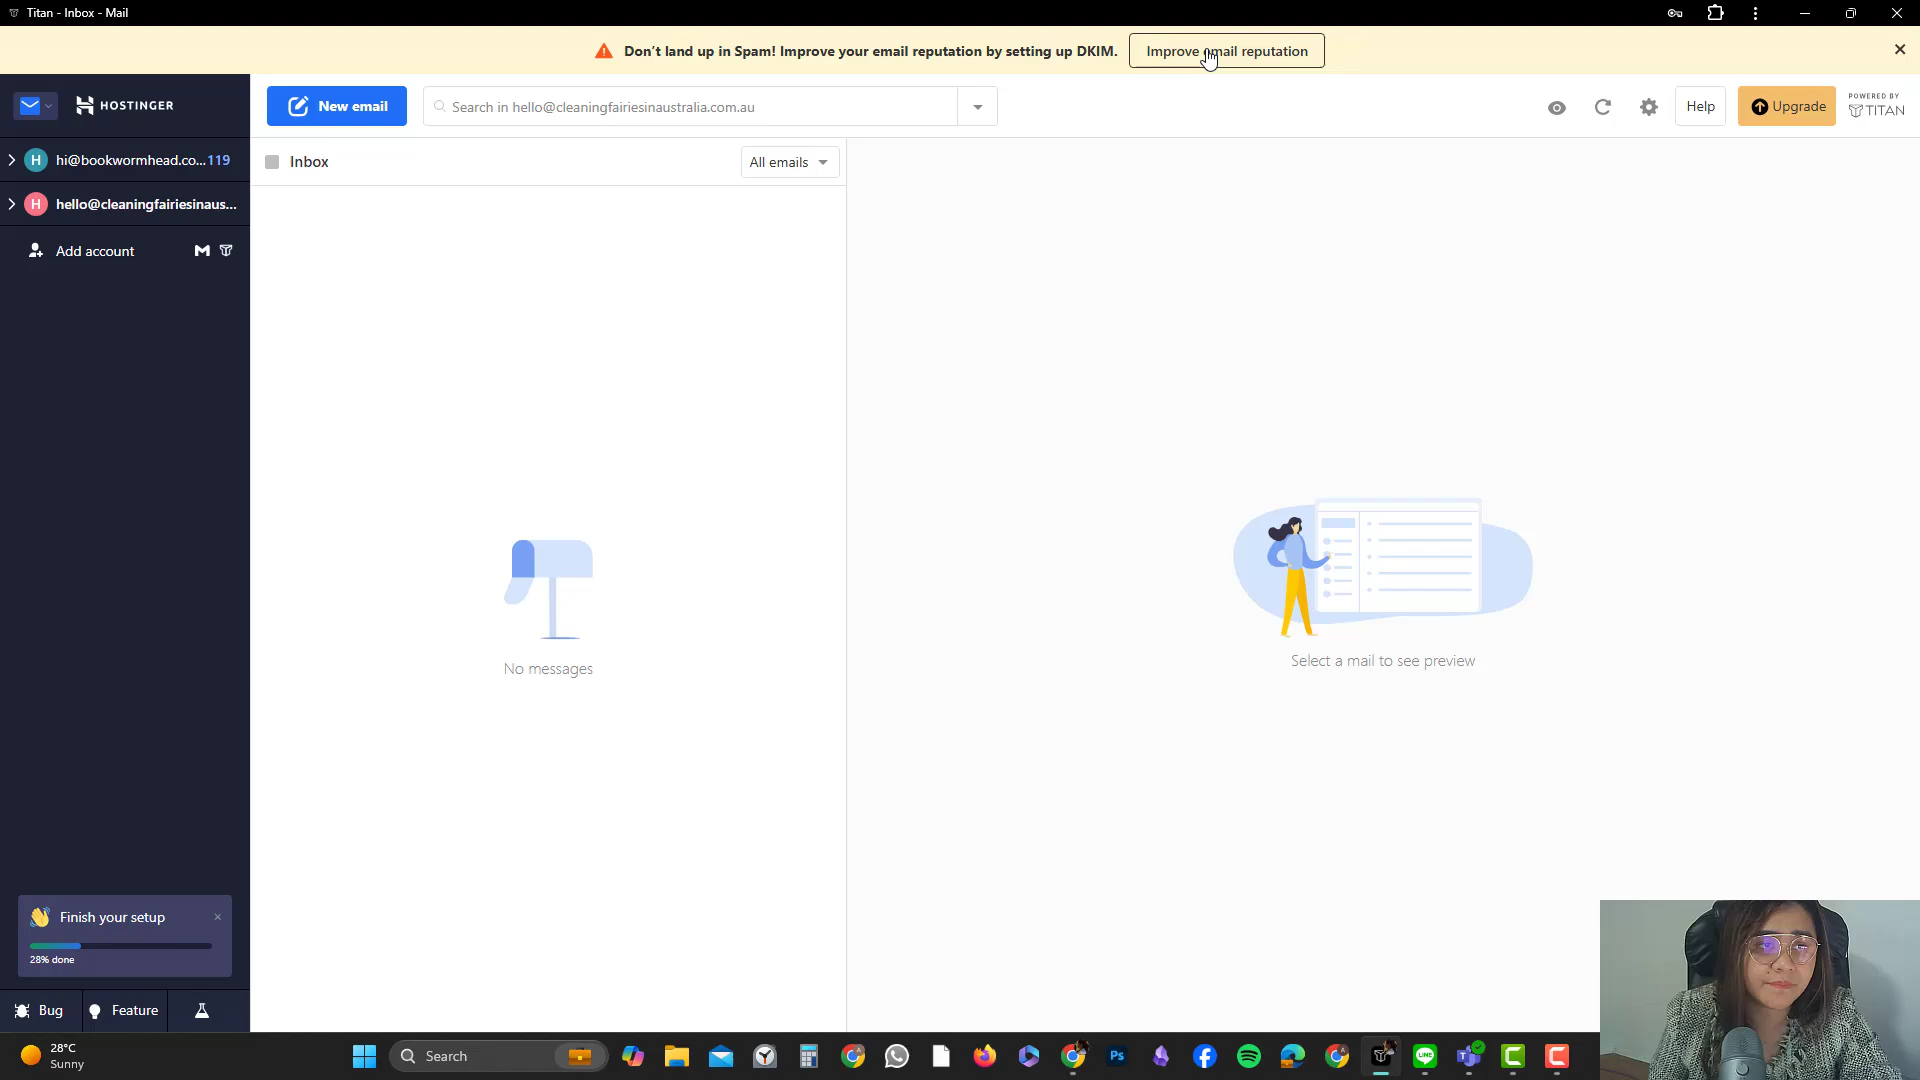 Titan - Inbox - Mail
Don't land up in Spam! Improve your email reputation by setting up DKIM.
Improve email reputation
HOSTINGER
New email
Search in hello@cleaningfairiesinaustralia.com.au
Help
Upgrade
POWERED BY
TITAN
H
hi@bookwormhead.co...
119
Inbox
All emails
H
hello@cleaningfairiesinaus...
Add account
No messages
Select a mail to see preview
Finish your setup
28% done
Bug
Feature
28°C
Sunny
Search
Ps
LINE